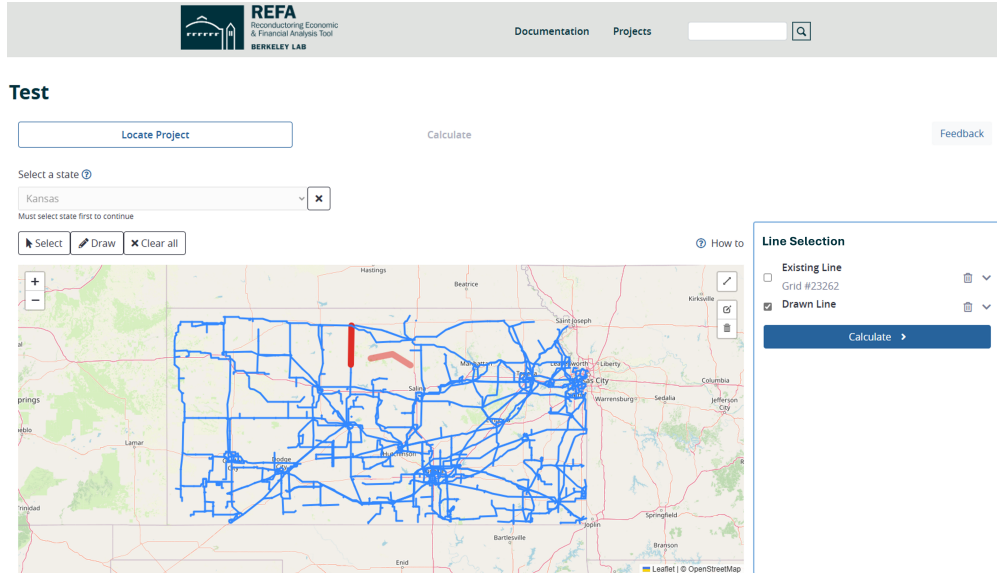 REFA
Reconductoring Economic
& Financial Analysis Tool
BERKELEY LAB
Documentation
Projects
Test
Locate Project
Calculate
Feedback
Select a state
Kansas
Must select state first to continue
Select
Draw
Clear all
How to
Line Selection
Existing Line
Grid #23262
Drawn Line
Calculate
+
−
Hastings
Beatrice
Kirksville
Saint Joseph
Manhattan
Liberty
Columbia
Salina
Warrensburg
Sedalia
Jefferson
City
Lamar
Dodge
City
Hutchinson
Trinidad
Joplin
Springfield
Bartlesville
Branson
Enid
Leaflet | © OpenStreetMap